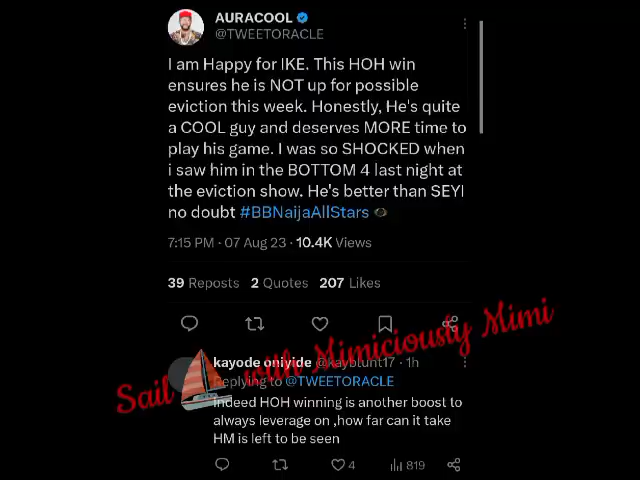 AURACOOL
@TWEETORACLE
I am Happy for IKE. This HOH win
ensures he is NOT up for possible
eviction this week. Honestly, He's quite
a COOL guy and deserves MORE time to
play his game. I was so SHOCKED when
i saw him in the BOTTOM 4 last night at
the eviction show. He's better than SEYI
no doubt #BBNaijaAllStars
7:15 PM · 07 Aug 23 · 10.4K Views
39 Reposts 2 Quotes 207 Likes
Sail with Mimiciously Mimi
kayode oniyide @kayblunt17 · 1h
Replying to @TWEETORACLE
indeed HOH winning is another boost to
always leverage on ,how far can it take
HM is left to be seen
4 819